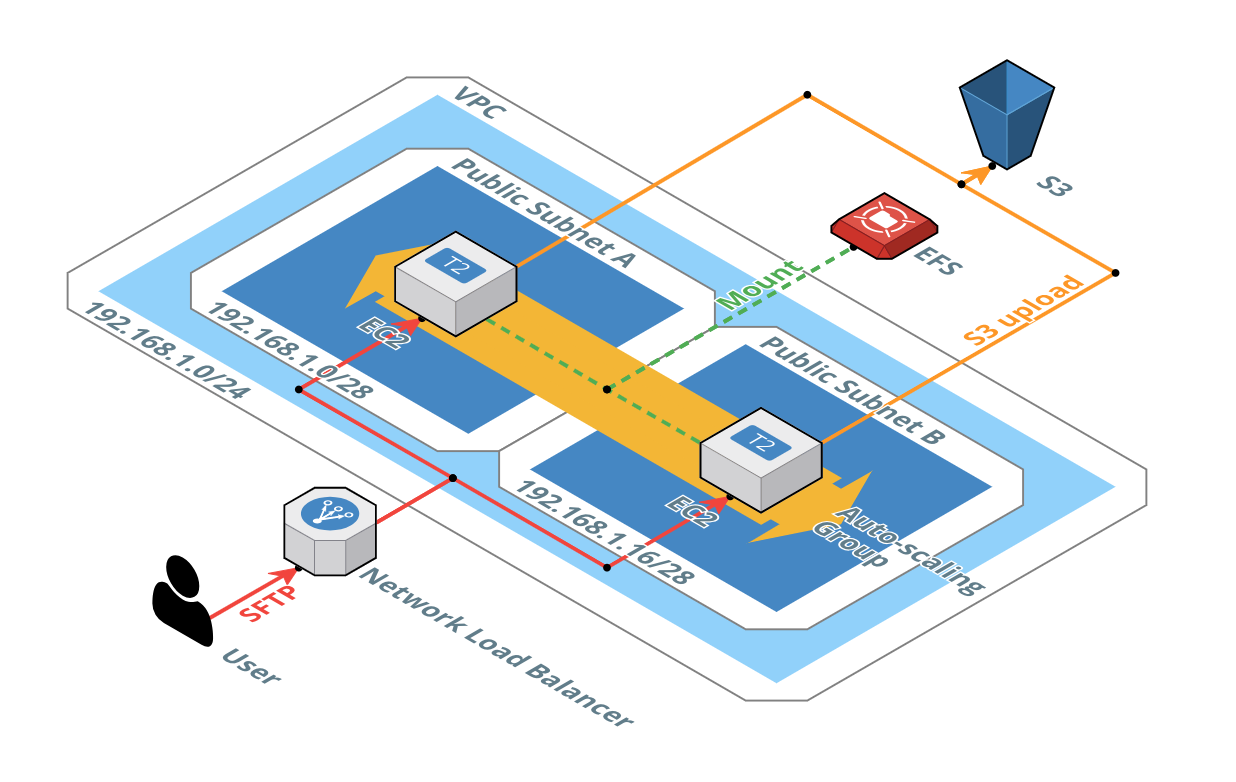 VPC
S3
Public Subnet A
T2
EFS
Mount
S3 upload
EC2
192.168.1.0/28
192.168.1.0/24
Public Subnet B
T2
EC2
192.168.1.16/28
Auto-scaling
Group
SFTP
Network Load Balancer
User